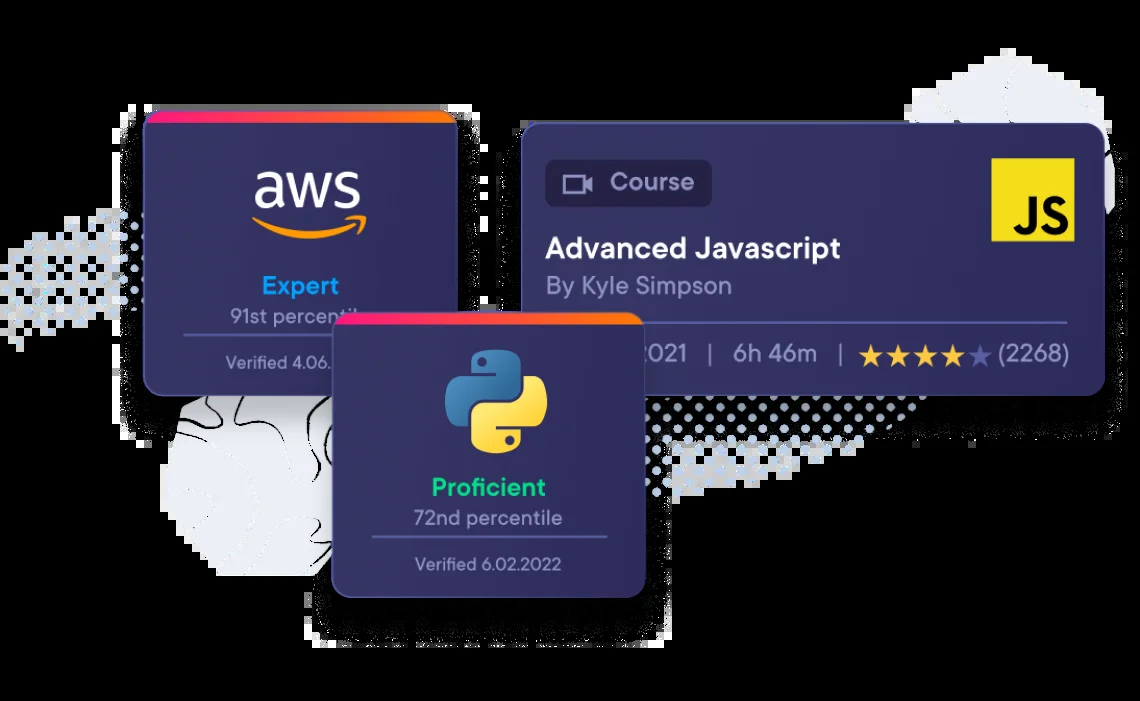 aws
Expert
91st percentil
Verified 4.06.
Course
JS
Advanced Javascript
By Kyle Simpson
2021 | 6h 46m | (2268)
Proficient
72nd percentile
Verified 6.02.2022